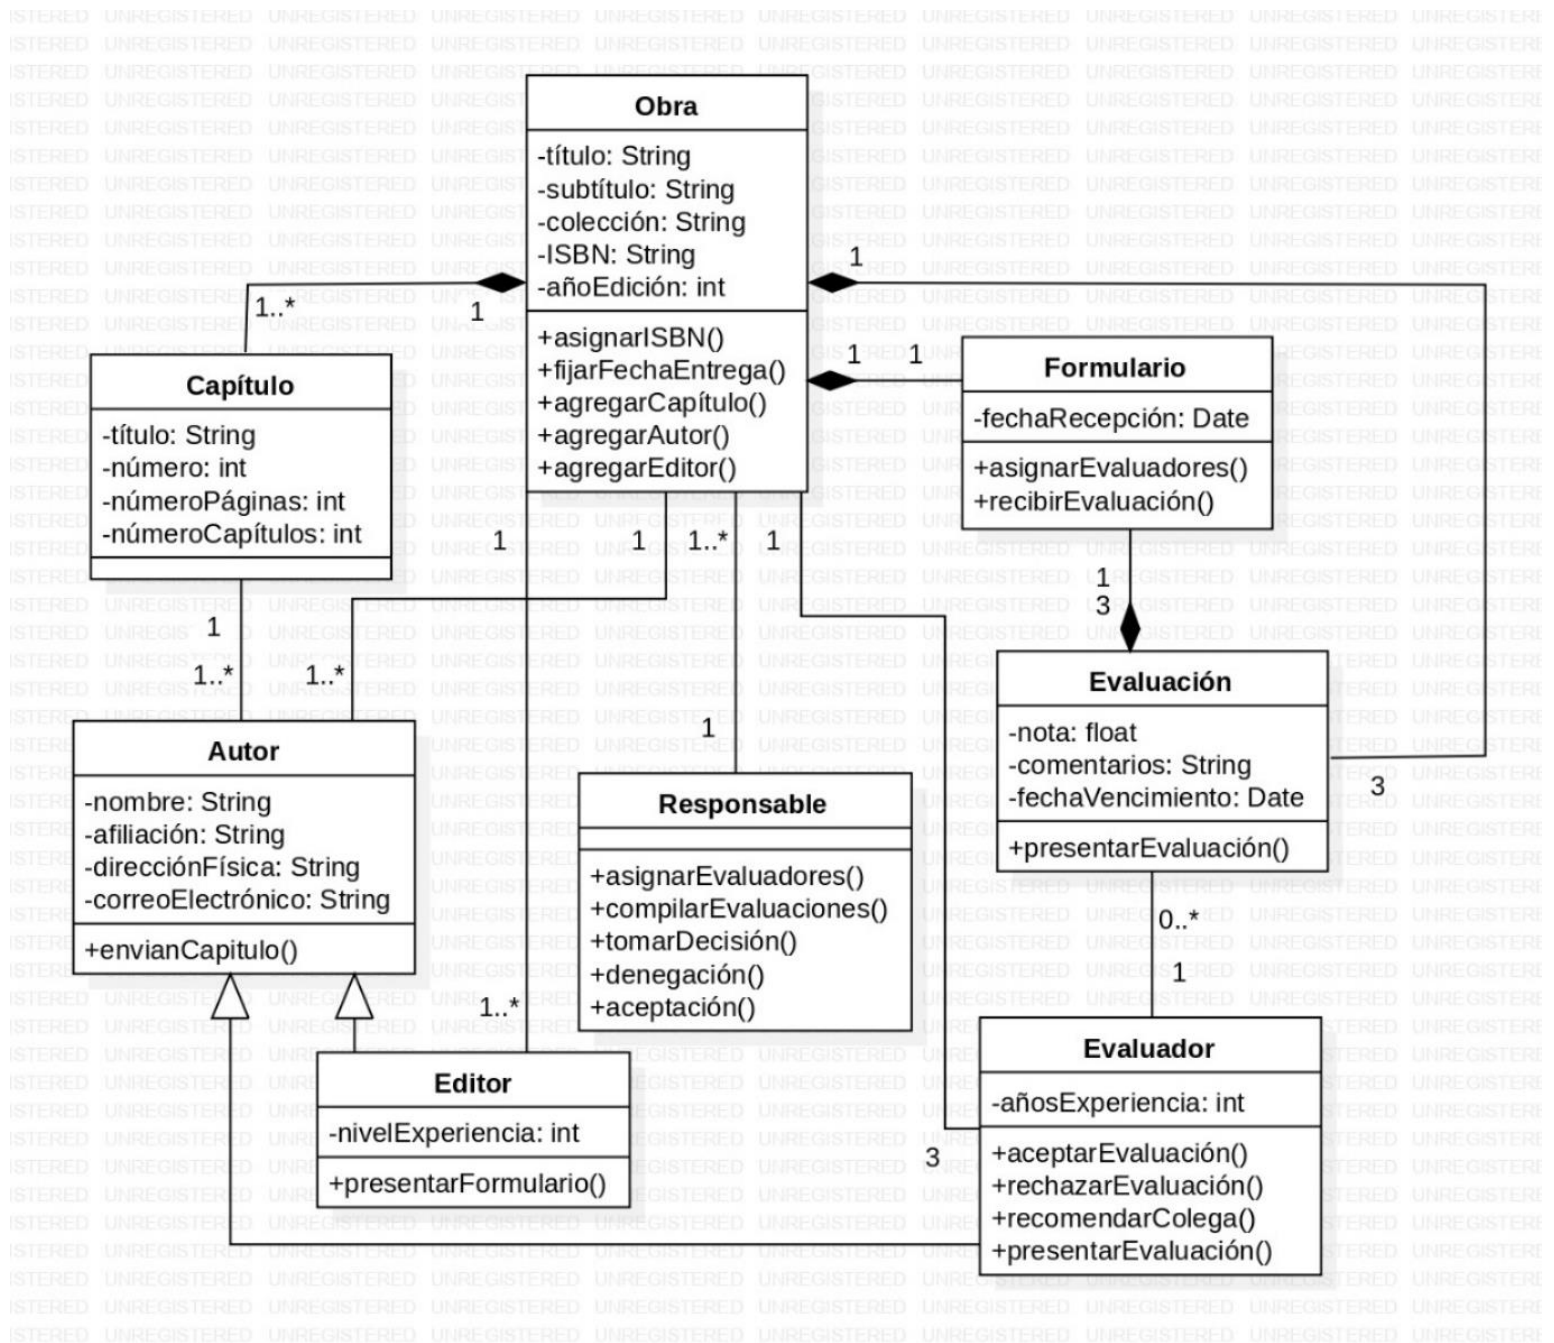 Obra
-título: String
-subtítulo: String
-colección: String
-ISBN: String
-añoEdición: int
+asignarISBN()
+fijarFechaEntrega()
+agregarCapítulo()
+agregarAutor()
+agregarEditor()
1..*
1
1
1
1
Capítulo
-título: String
-número: int
-númeroPáginas: int
-númeroCapítulos: int
Formulario
-fechaRecepción: Date
+asignarEvaluadores()
+recibirEvaluación()
1
1
1..*
1
1
3
1
1..*
1..*
1
3
Autor
-nombre: String
-afiliación: String
-direcciónFísica: String
-correoElectrónico: String
+envianCapitulo()
Responsable
+asignarEvaluadores()
+compilarEvaluaciones()
+tomarDecisión()
+denegación()
+aceptación()
Evaluación
-nota: float
-comentarios: String
-fechaVencimiento: Date
+presentarEvaluación()
0..*
1
1..*
3
Editor
-nivelExperiencia: int
+presentarFormulario()
Evaluador
-añosExperiencia: int
+aceptarEvaluación()
+rechazarEvaluación()
+recomendarColega()
+presentarEvaluación()
UNREGISTERED